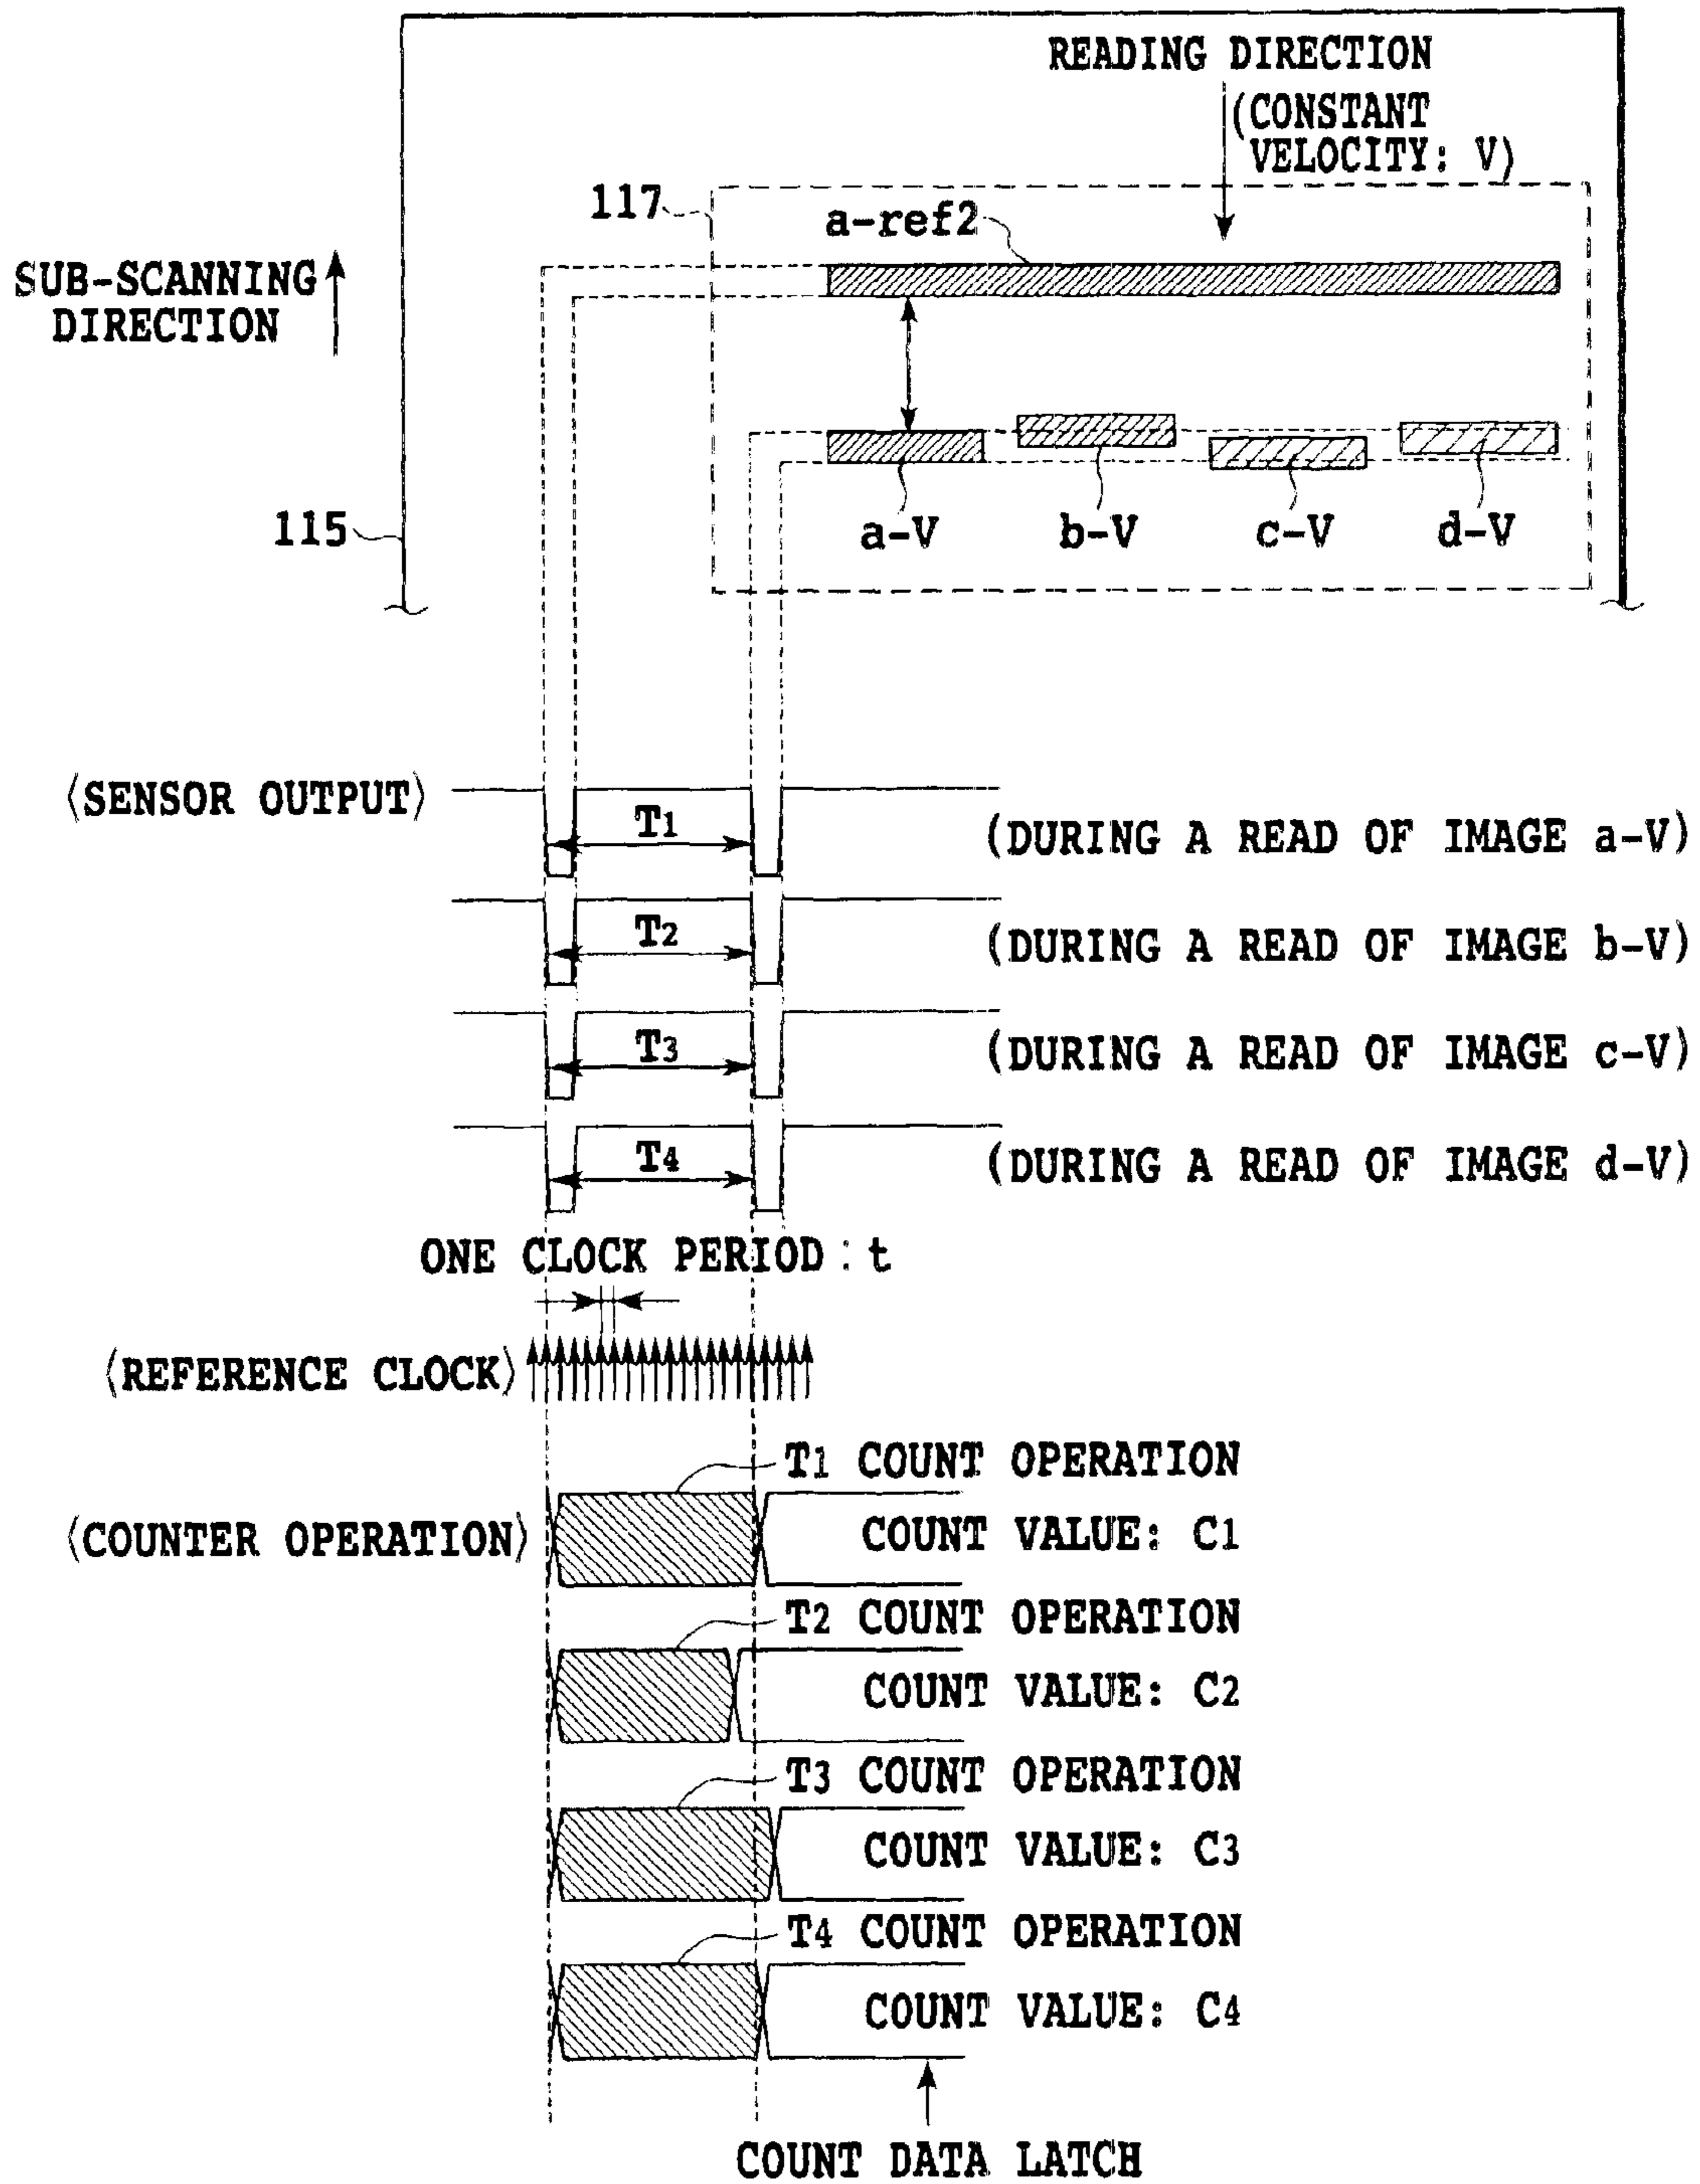 READING DIRECTION
(CONSTANT
VELOCITY: V)
117
a-ref2
SUB-SCANNING
DIRECTION
115
a-V b-V c-V d-V
⟨SENSOR OUTPUT⟩
T1
(DURING A READ OF IMAGE a-V)
T2
(DURING A READ OF IMAGE b-V)
T3
(DURING A READ OF IMAGE c-V)
T4
(DURING A READ OF IMAGE d-V)
ONE CLOCK PERIOD : t
⟨REFERENCE CLOCK⟩
T1 COUNT OPERATION
⟨COUNTER OPERATION⟩
COUNT VALUE: C1
T2 COUNT OPERATION
COUNT VALUE: C2
T3 COUNT OPERATION
COUNT VALUE: C3
T4 COUNT OPERATION
COUNT VALUE: C4
COUNT DATA LATCH